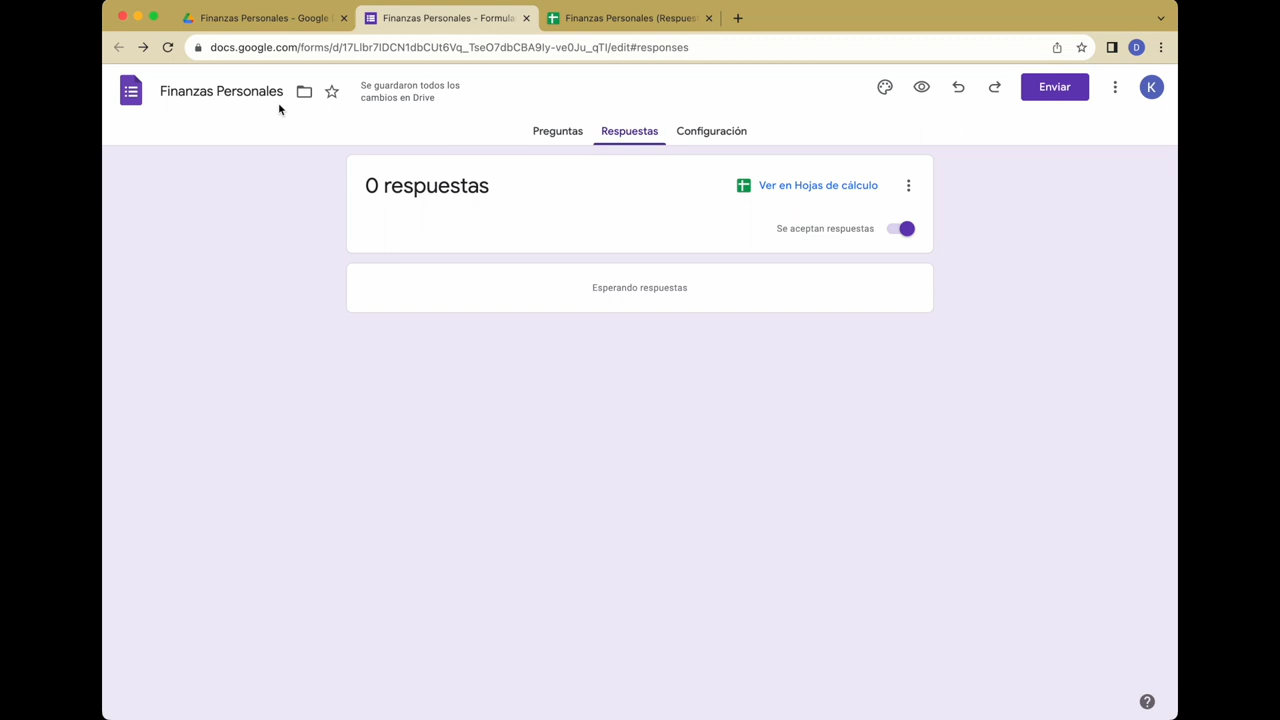 Finanzas Personales - Google
Finanzas Personales - Formula
Finanzas Personales (Respues
docs.google.com/forms/d/17Llbr7IDCN1dbCUt6Vq_TseO7dbCBA9Iy-ve0Ju_qTI/edit#responses
D
Finanzas Personales
Se guardaron todos los
cambios en Drive
Enviar
K
Preguntas
Respuestas
Configuración
0 respuestas
Ver en Hojas de cálculo
Se aceptan respuestas
Esperando respuestas